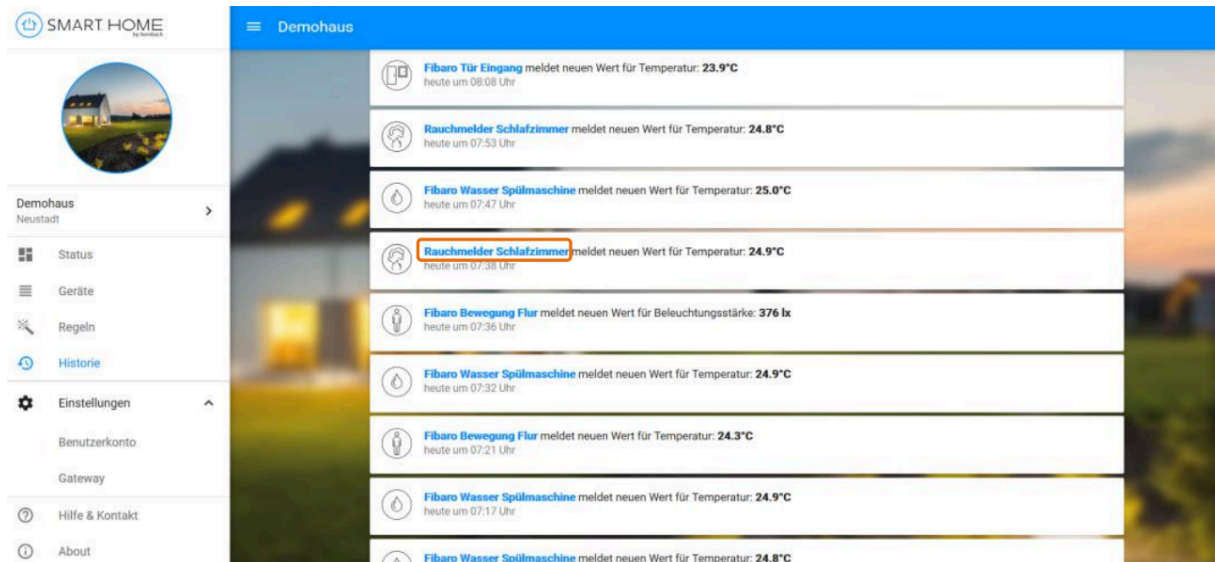 SMART HOME
by hornbach
Demohaus
Demohaus
Neustadt
Status
Geräte
Regeln
Historie
Einstellungen
Benutzerkonto
Gateway
Hilfe & Kontakt
About
Fibaro Tür Eingang meldet neuen Wert für Temperatur: 23.9°C
heute um 08:08 Uhr
Rauchmelder Schlafzimmer meldet neuen Wert für Temperatur: 24.8°C
heute um 07:53 Uhr
Fibaro Wasser Spülmaschine meldet neuen Wert für Temperatur: 25.0°C
heute um 07:47 Uhr
Rauchmelder Schlafzimmer meldet neuen Wert für Temperatur: 24.9°C
heute um 07:38 Uhr
Fibaro Bewegung Flur meldet neuen Wert für Beleuchtungsstärke: 376 lx
heute um 07:36 Uhr
Fibaro Wasser Spülmaschine meldet neuen Wert für Temperatur: 24.9°C
heute um 07:32 Uhr
Fibaro Bewegung Flur meldet neuen Wert für Temperatur: 24.3°C
heute um 07:21 Uhr
Fibaro Wasser Spülmaschine meldet neuen Wert für Temperatur: 24.9°C
heute um 07:17 Uhr
Fibaro Wasser Spülmaschine meldet neuen Wert für Temperatur: 24.8°C